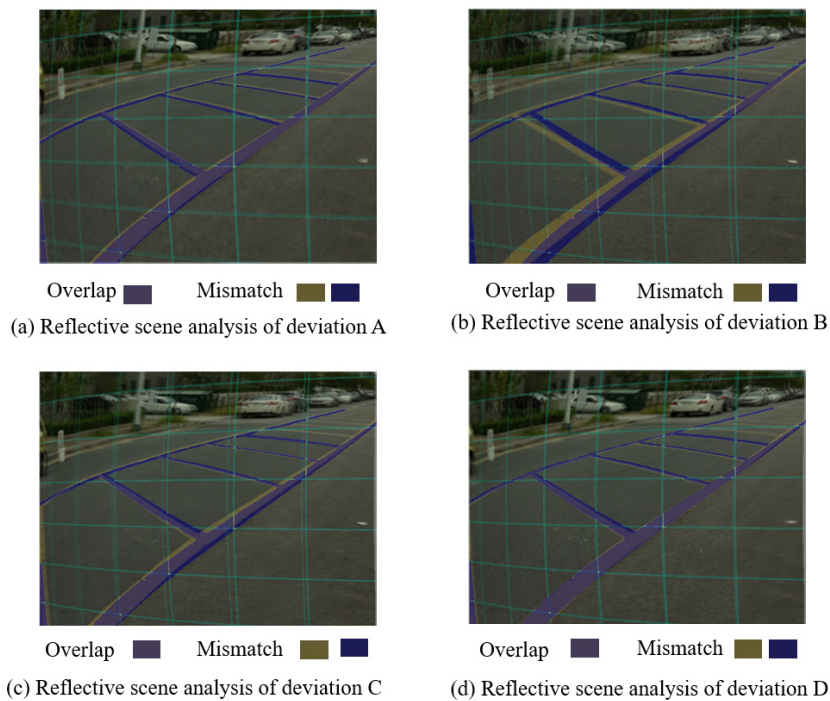 Overlap Mismatch
(a) Reflective scene analysis of deviation A
Overlap Mismatch
(b) Reflective scene analysis of deviation B
Overlap Mismatch
(c) Reflective scene analysis of deviation C
Overlap Mismatch
(d) Reflective scene analysis of deviation D